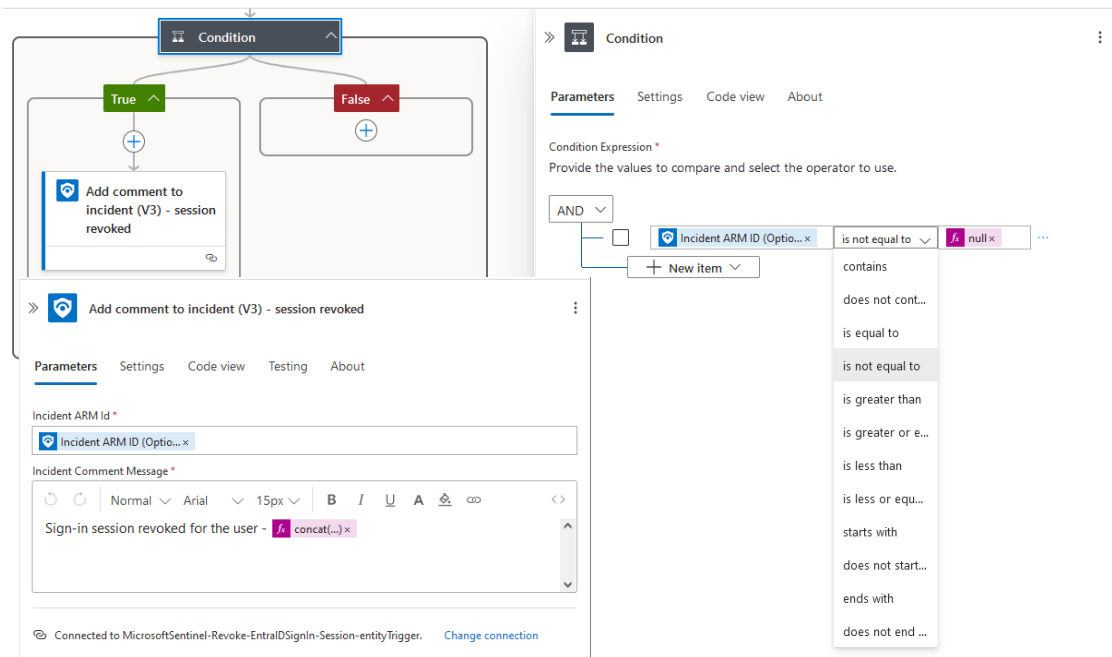 Condition
True
False
Add comment to
incident (V3) - session
revoked
Condition
Parameters Settings Code view About
Condition Expression *
Provide the values to compare and select the operator to use.
AND
Incident ARM ID (Optio... × is not equal to fx null × ...
New item
contains
does not cont...
is equal to
is not equal to
is greater than
is greater or e...
is less than
is less or equ...
starts with
does not start...
ends with
does not end ...
Add comment to incident (V3) - session revoked
Parameters Settings Code view Testing About
Incident ARM Id *
Incident ARM ID (Optio... ×
Incident Comment Message *
Normal Arial 15px B I U A <>
Sign-in session revoked for the user - fx concat(...) ×
Connected to MicrosoftSentinel-Revoke-EntraIDSignIn-Session-entityTrigger. Change connection